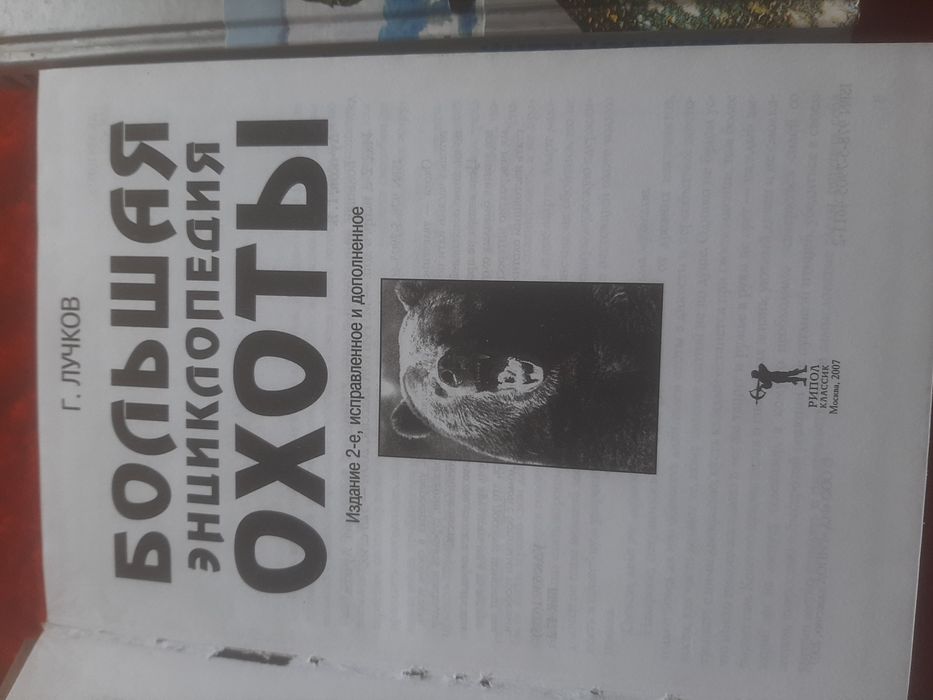 Г. ЛУЧКОВ
БОЛЬШАЯ
ЭНЦИКЛОПЕДИЯ
ОХОТЫ
Издание 2-е, исправленное и дополненное
РИПОЛ
КЛАССИК
Москва, 2007